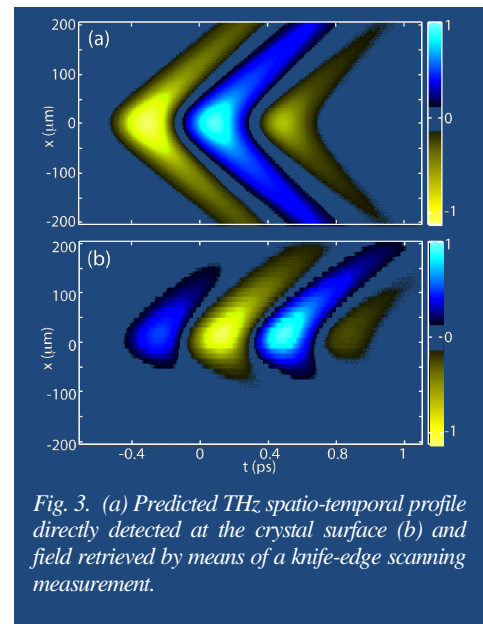 (a)
200
100
0
-100
-200
x (µm)
1
0
-1
(b)
200
100
0
-100
-200
x (µm)
1
-0
-1
-0.4
0
0.4
0.8
1
t (ps)
Fig. 3. (a) Predicted THz spatio-temporal profile
directly detected at the crystal surface (b) and
field retrieved by means of a knife-edge scanning
measurement.